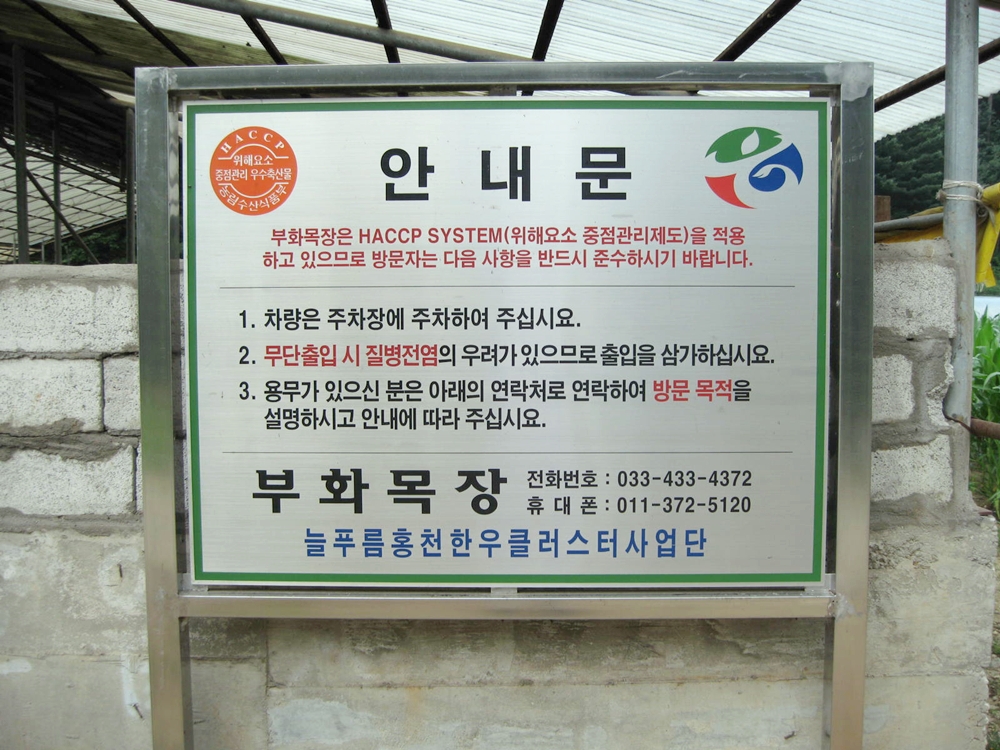 HACCP
위해요소
중점관리 우수축산물
농림수산식품부
안내문
부화목장은 HACCP SYSTEM(위해요소 중점관리제도)을 적용
하고 있으므로 방문자는 다음 사항을 반드시 준수하시기 바랍니다.
1. 차량은 주차장에 주차하여 주십시요.
2. 무단출입 시 질병전염의 우려가 있으므로 출입을 삼가하십시요.
3. 용무가 있으신 분은 아래의 연락처로 연락하여 방문 목적을
설명하시고 안내에 따라 주십시요.
부화목장
전화번호 : 033-433-4372
휴대폰 : 011-372-5120
늘푸름홍천한우클러스터사업단